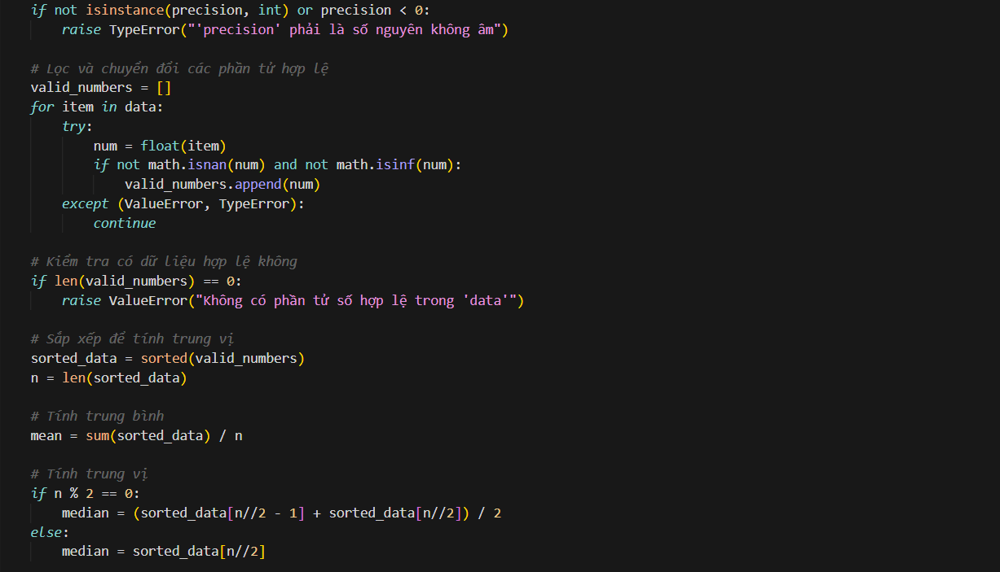 if not isinstance(precision, int) or precision < 0:
    raise TypeError("'precision' phải là số nguyên không âm")

# Lọc và chuyển đổi các phần tử hợp lệ
valid_numbers = []
for item in data:
    try:
        num = float(item)
        if not math.isnan(num) and not math.isinf(num):
            valid_numbers.append(num)
    except (ValueError, TypeError):
        continue

# Kiểm tra có dữ liệu hợp lệ không
if len(valid_numbers) == 0:
    raise ValueError("Không có phần tử số hợp lệ trong 'data'")

# Sắp xếp để tính trung vị
sorted_data = sorted(valid_numbers)
n = len(sorted_data)

# Tính trung bình
mean = sum(sorted_data) / n

# Tính trung vị
if n % 2 == 0:
    median = (sorted_data[n//2 - 1] + sorted_data[n//2]) / 2
else:
    median = sorted_data[n//2]